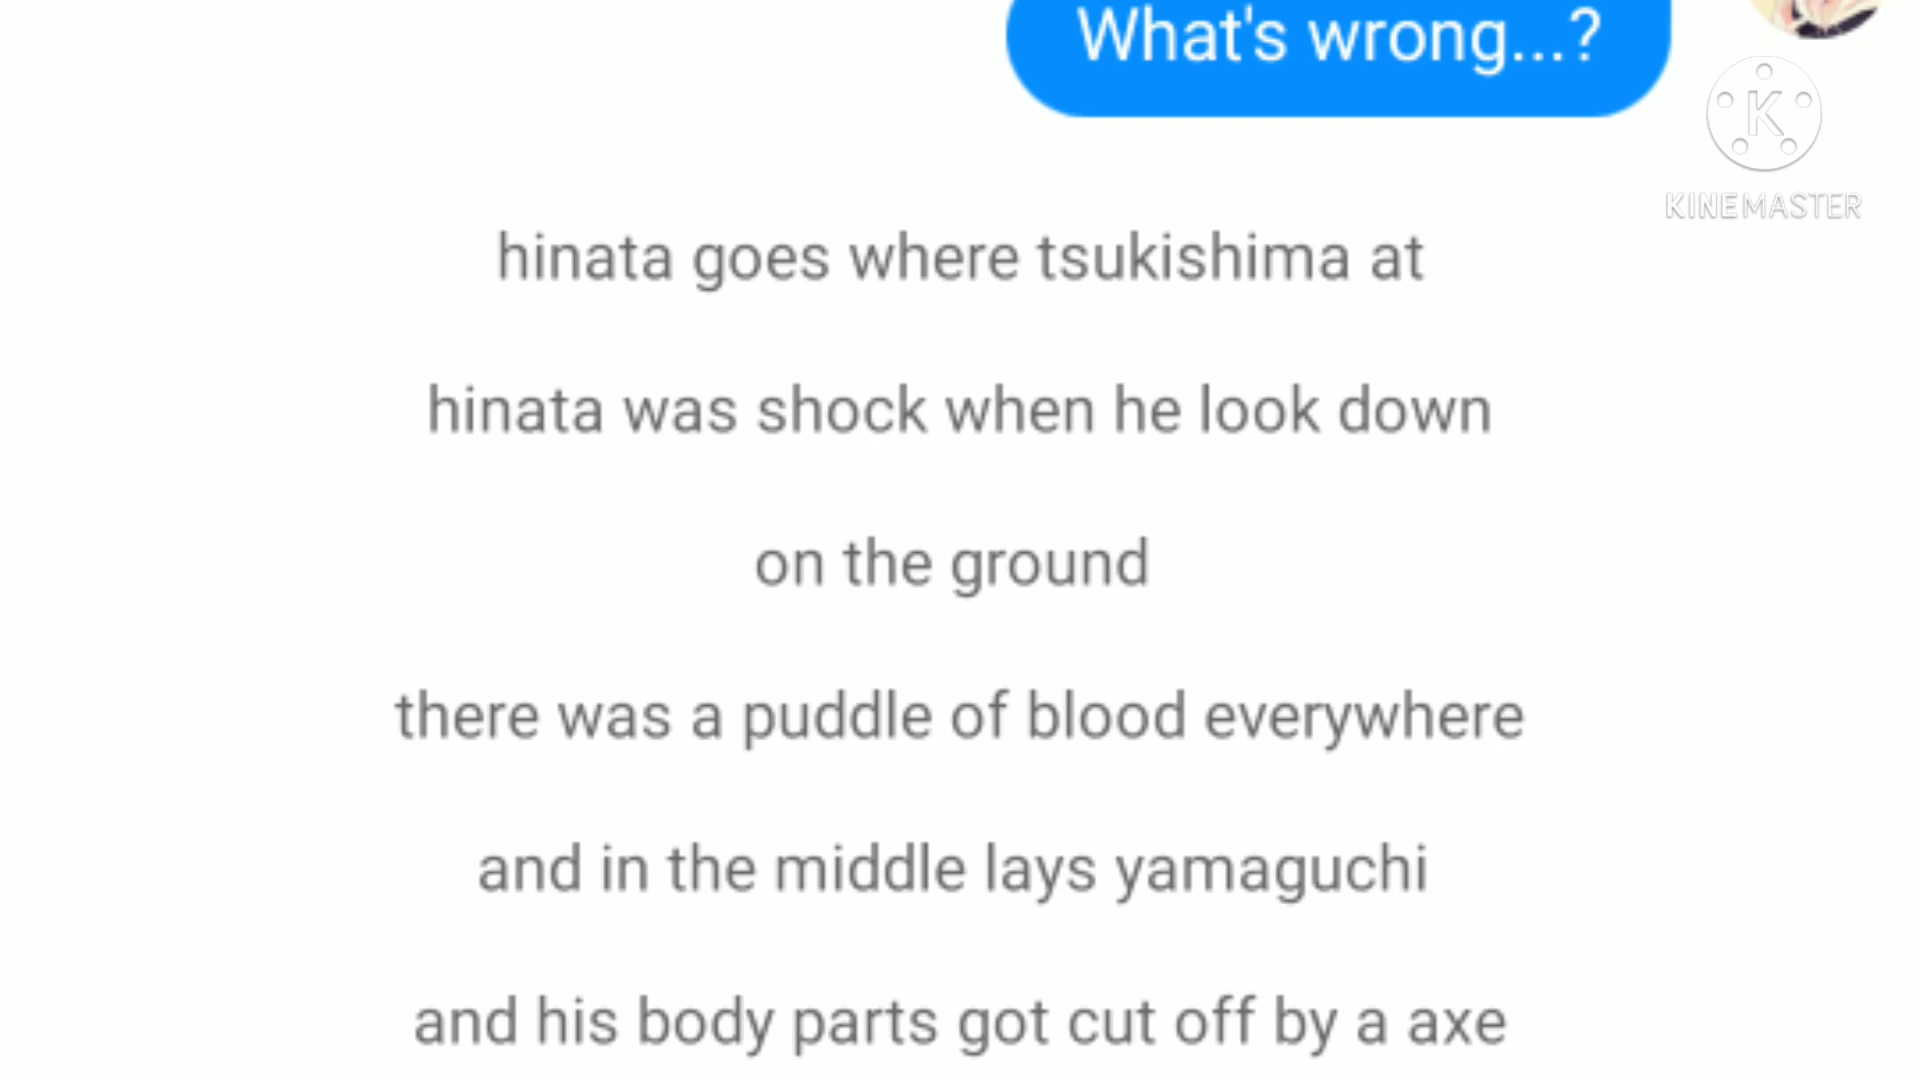 What's wrong...?
K
KINEMASTER
hinata goes where tsukishima at
hinata was shock when he look down
on the ground
there was a puddle of blood everywhere
and in the middle lays yamaguchi
and his body parts got cut off by a axe